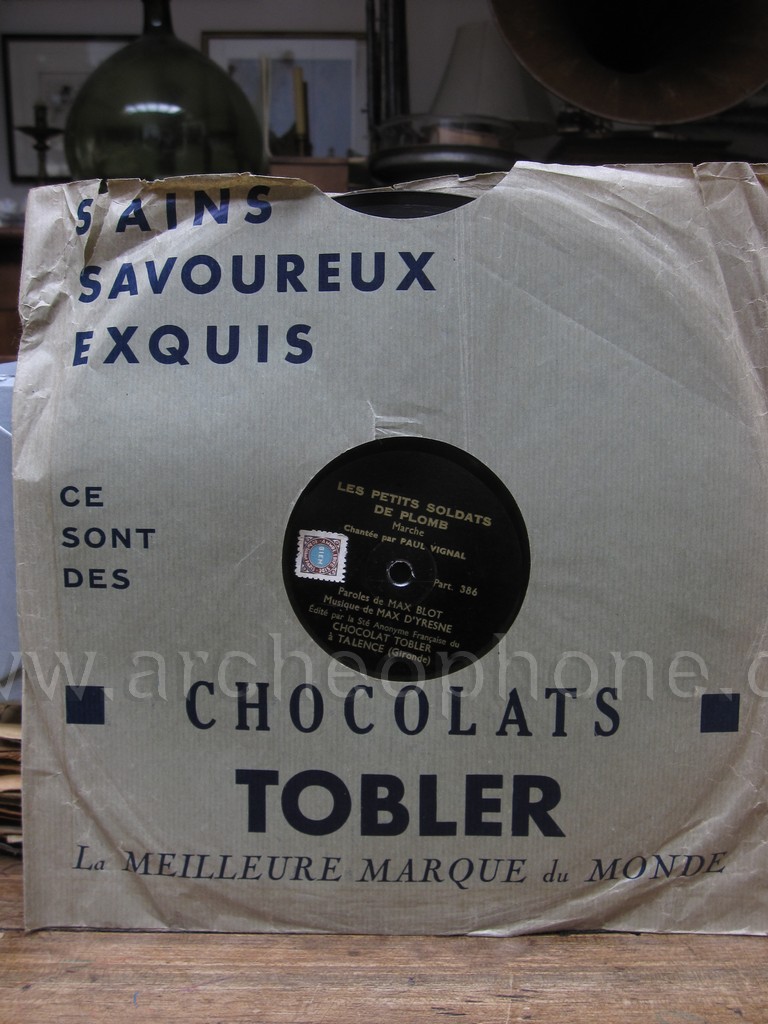 SAINS
SAVOUREUX
EXQUIS
CE
SONT
DES
LES PETITS SOLDATS
DE PLOMB
Marche
Chantée par PAUL VIGNAL
Part. 386
Paroles de MAX BLOT
Musique de MAX D'YRESNE
Édité par la Sté Anonyme Française du
CHOCOLAT TOBLER
à TALENCE (Gironde)
www.archeophone.c
CHOCOLATS
TOBLER
La MEILLEURE MARQUE du MONDE